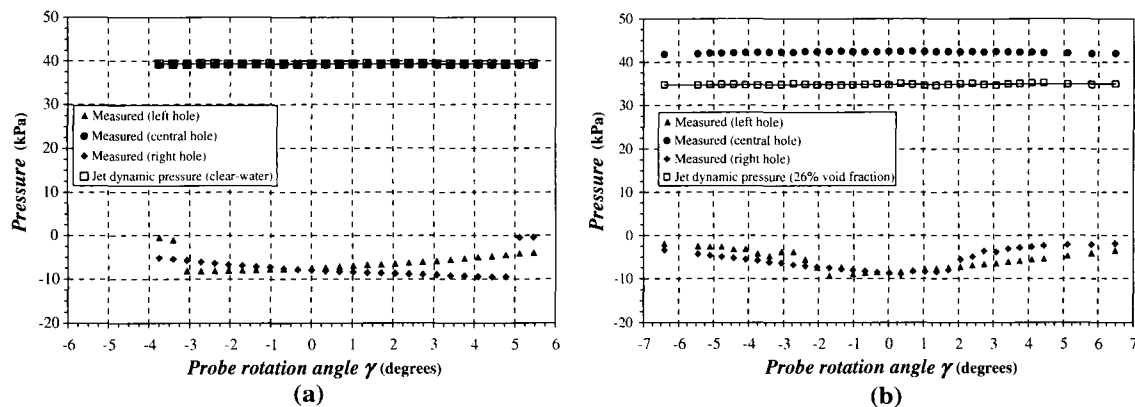 50
40
30
20
10
0
-10
-20
Pressure (kPa)
Measured (left hole)
Measured (central hole)
Measured (right hole)
Jet dynamic pressure (clear-water)
-6 -5 -4 -3 -2 -1 0 1 2 3 4 5 6
Probe rotation angle γ (degrees)
(a)
50
40
30
20
10
0
-10
-20
Pressure (kPa)
Measured (left hole)
Measured (central hole)
Measured (right hole)
Jet dynamic pressure (26% void fraction)
-7 -6 -5 -4 -3 -2 -1 0 1 2 3 4 5 6 7
Probe rotation angle γ (degrees)
(b)